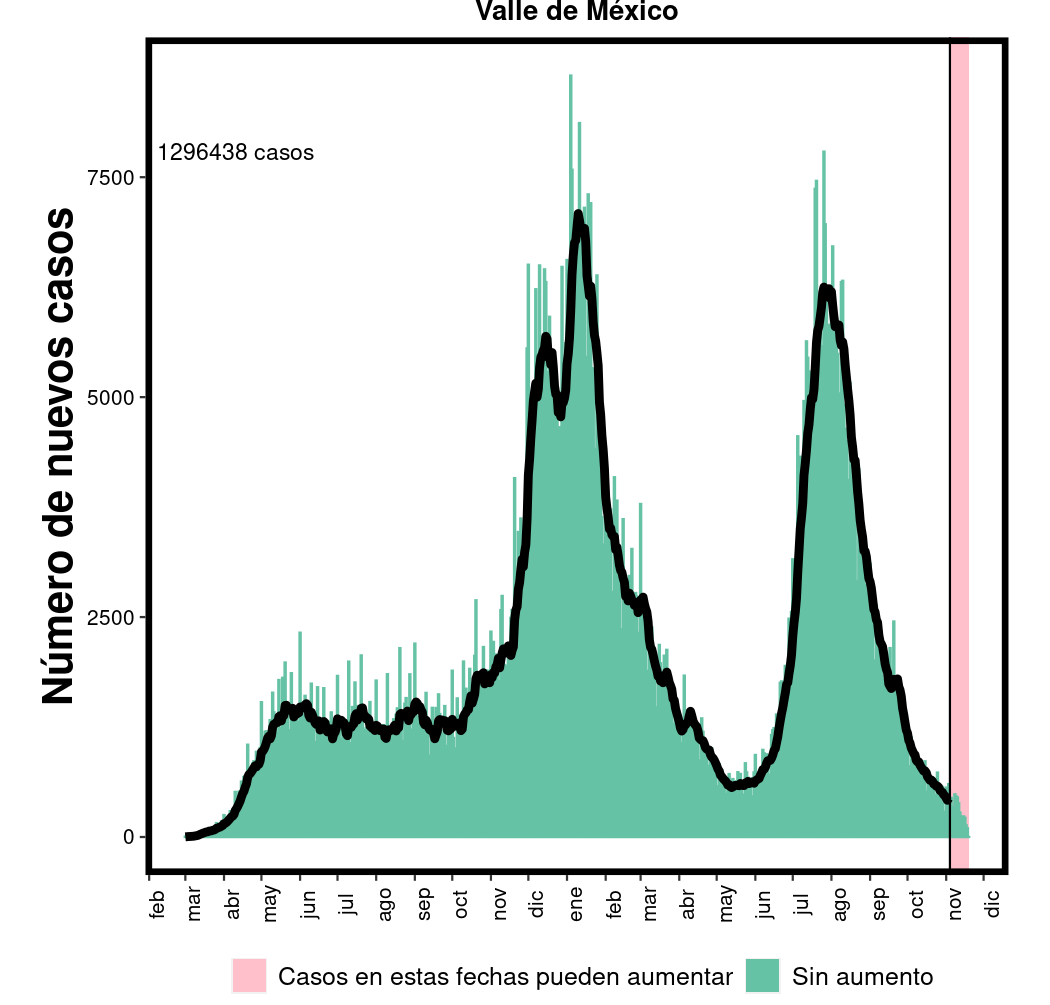 Valle de México
1296438 casos
Número de nuevos casos
7500
5000
2500
0
feb
mar
abr
may
jun
jul
ago
sep
oct
nov
dic
ene
feb
mar
abr
may
jun
jul
ago
sep
oct
nov
dic
Casos en estas fechas pueden aumentar
Sin aumento